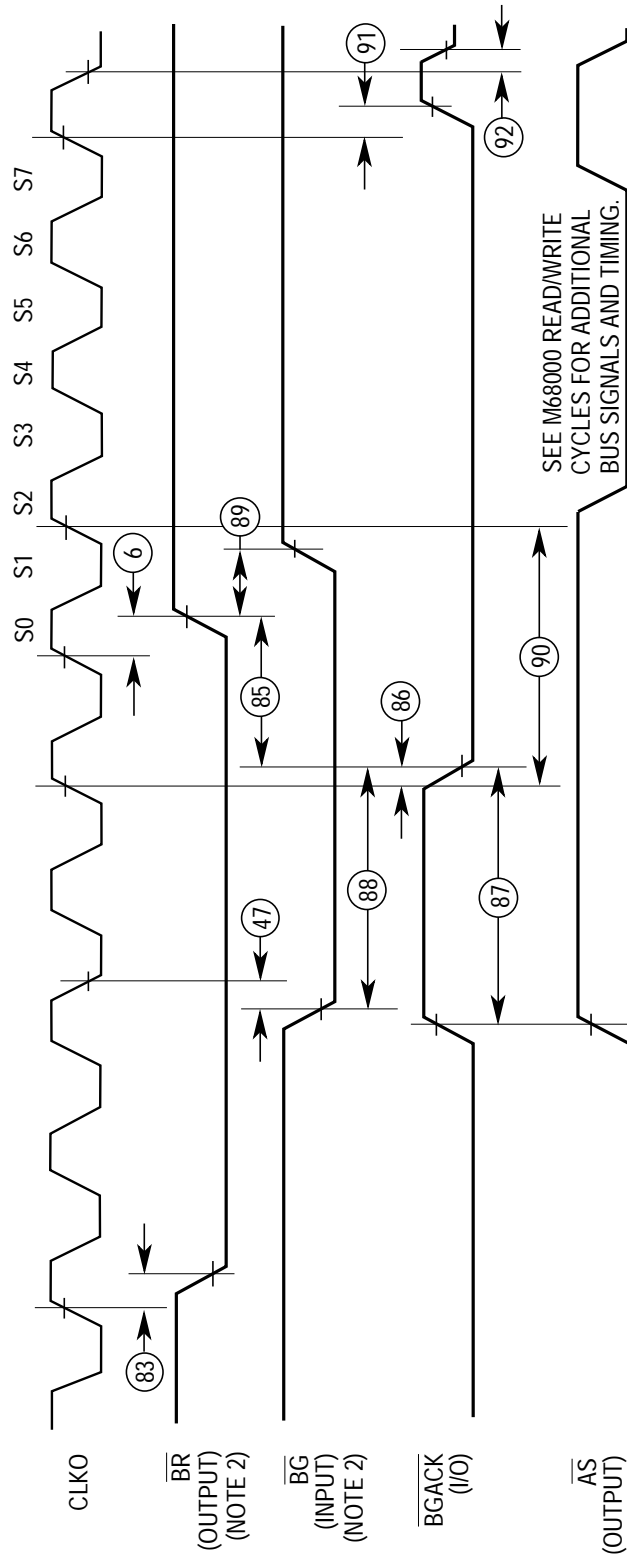 S0 S1 S2 S3 S4 S5 S6 S7
CLKO
83
6
BR
(OUTPUT)
(NOTE 2)
47
85
89
91
BG
(INPUT)
(NOTE 2)
88
86
BGACK
(I/O)
87
90
92
AS
(OUTPUT)
SEE M68000 READ/WRITE
CYCLES FOR ADDITIONAL
BUS SIGNALS AND TIMING.